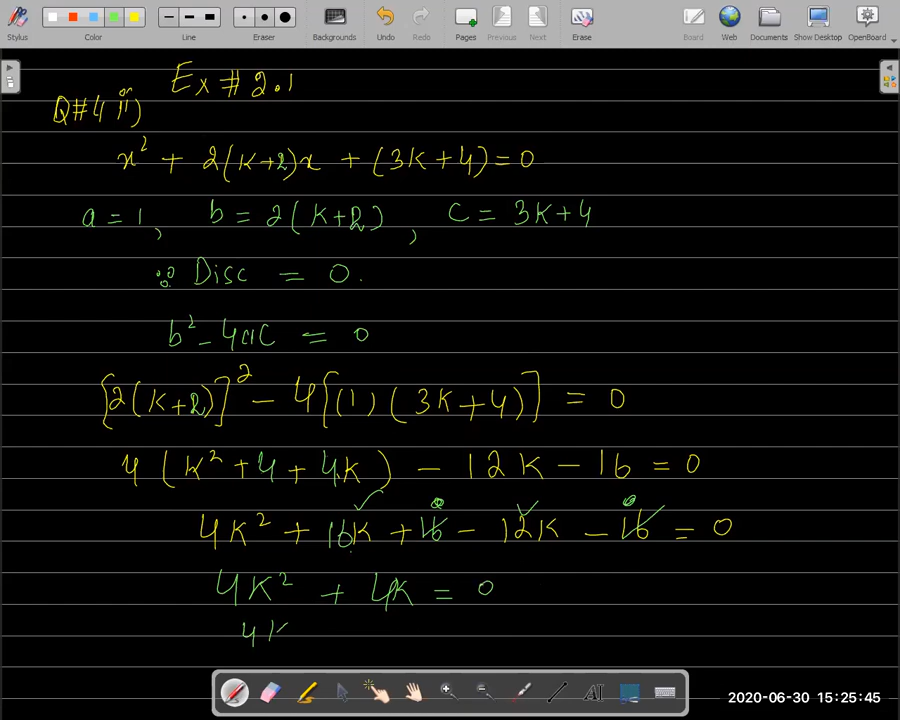 Stylus Color Line Eraser Backgrounds Undo Redo Pages Previous Next Erase Board Web Documents Show Desktop OpenBoard
Ex # 2.1
Q#4 ii)
x² + 2(K+2)x + (3K+4) = 0
a = 1, b = 2(K+2), C = 3K+4
∵ Disc = 0.
b² - 4aC = 0
[2(K+2)]² - 4[(1)(3K+4)] = 0
4(K² + 4 + 4K) - 12K - 16 = 0
4K² + 16K + 16 - 12K - 16 = 0
4K² + 4K = 0
4K
2020-06-30 15:25:45